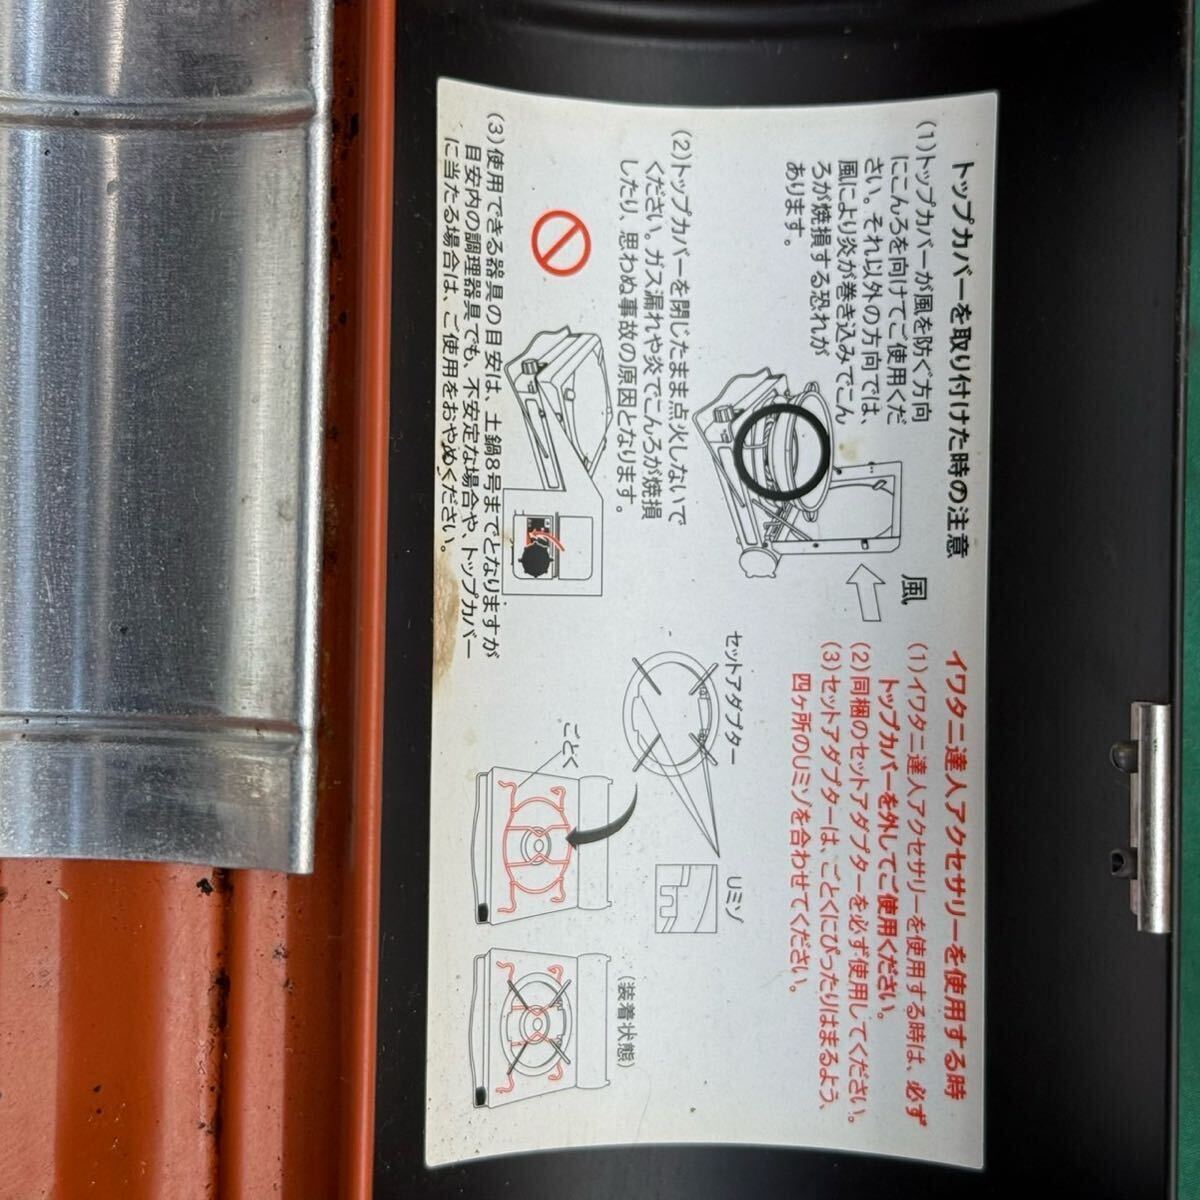 トップカバーを取り付けた時の注意
(1)トップカバーが風を防ぐ方向
にこんろを向けてご使用くだ
さい。それ以外の方向では、
風により炎が巻き込みでこん
ろが焼損する恐れが
あります。
風
(2)トップカバーを閉じたまま点火しないで
ください。ガス漏れや炎でこんろが焼損
したり、思わぬ事故の原因となります。
(3)使用できる器具の目安は、土鍋8号までとなりますが
目安内の調理器具でも、不安定な場合や、トップカバー
に当たる場合は、ご使用をおやめください。
イワタニ達人アクセサリーを使用する時
(1)イワタニ達人アクセサリーを使用する時は、必ず
トップカバーを外してご使用ください。
(2)同梱のセットアダプターを必ず使用してください。
(3)セットアダプターは、ごとくにぴったりはまるよう、
四ヶ所のUミゾを合わせてください。
セットアダプター
Uミゾ
ごとく
(装着状態)